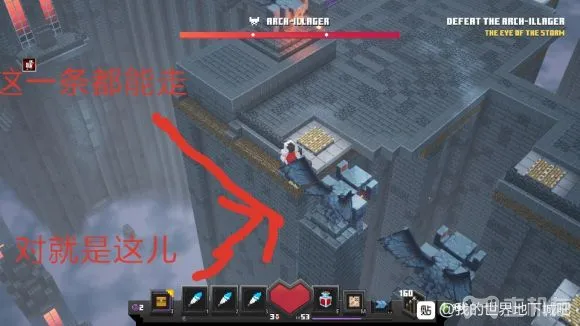 ARCH-ILLAGER
DEFEAT THE ARCH-ILLAGER
THE EYE OF THE STORM
这一条都能走
对就是这儿
2
3
53
160
贴 @我的世界地下城吧